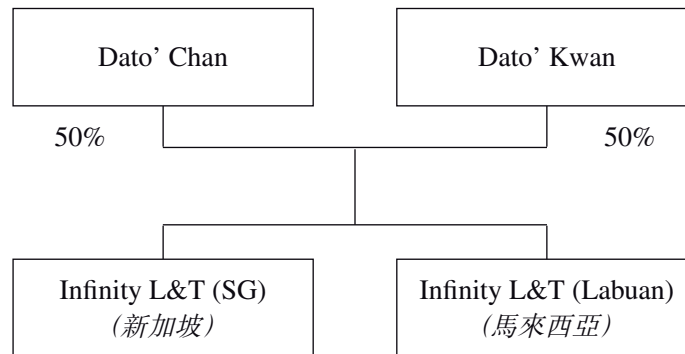 Dato’ Chan
Dato’ Kwan
50%
50%
Infinity L&T (SG)
(新加坡)
Infinity L&T (Labuan)
(馬來西亞)